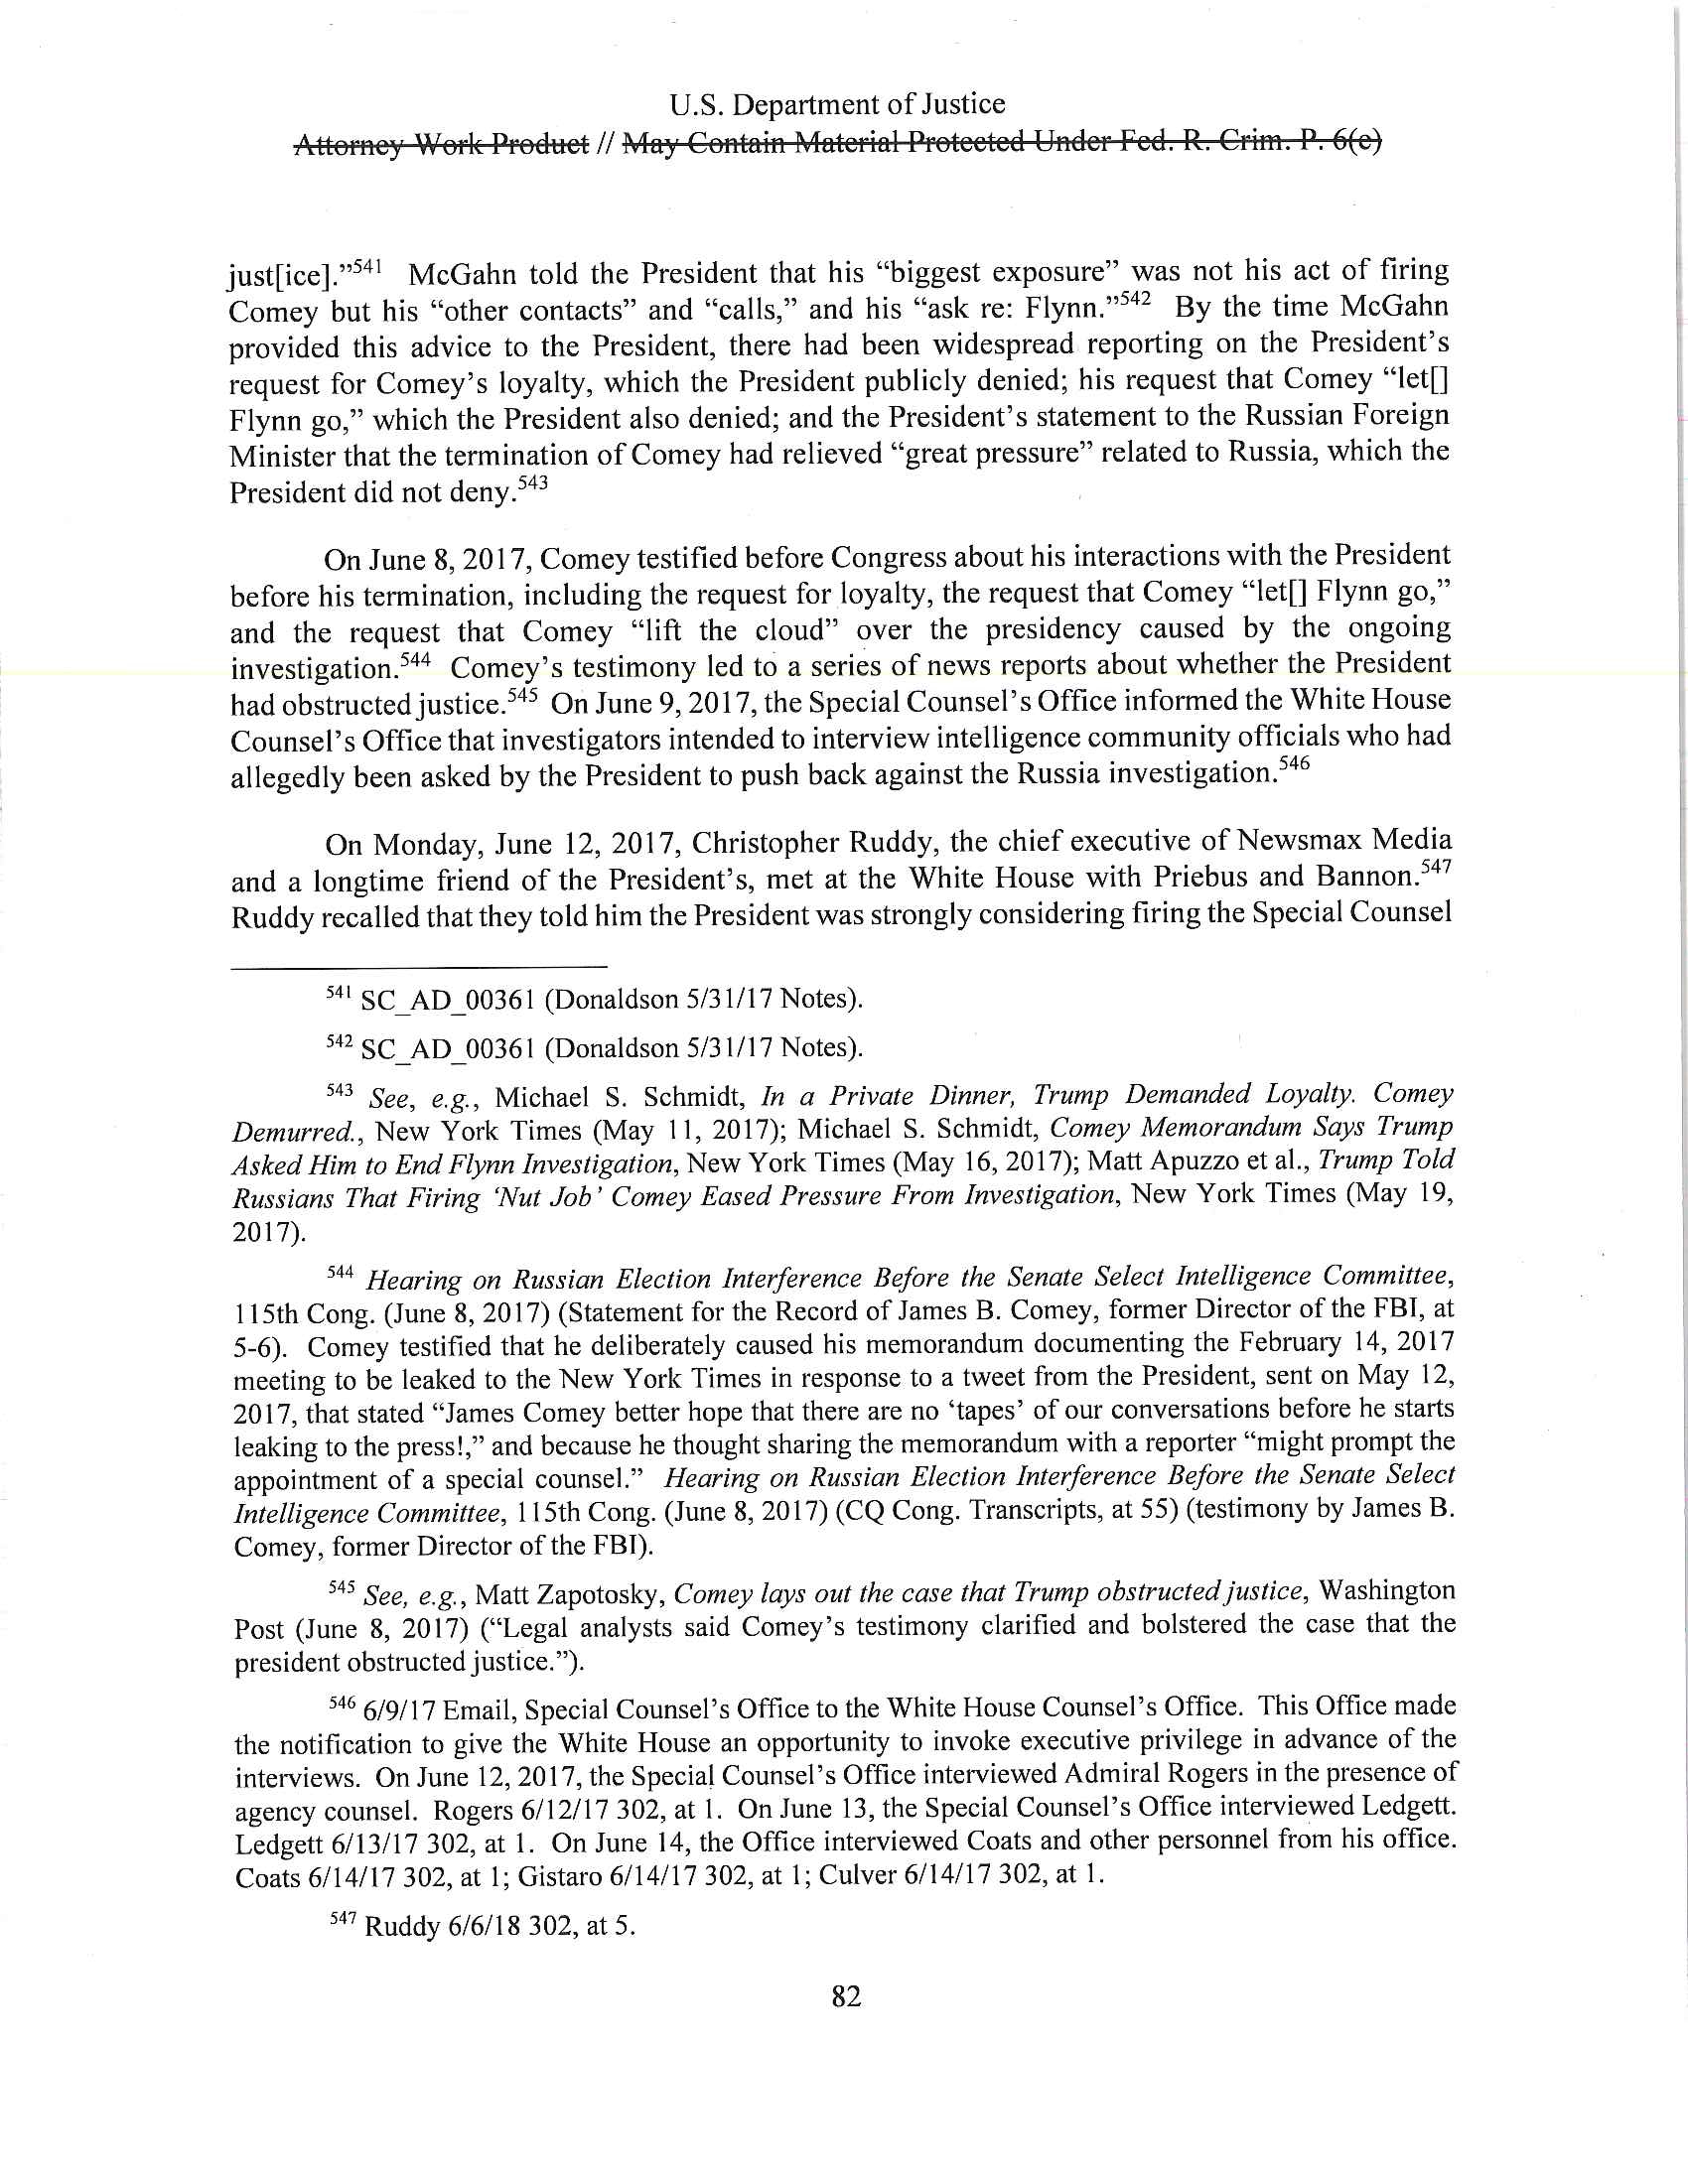 U.S. Department of Justice
Attorney Work Product // May Contain Material Protected Under Fed. R. Crim. P. 6(e)
just[ice].”541 McGahn told the President that his “biggest exposure” was not his act of firing
Comey but his “other contacts” and “calls,” and his “ask re: Flynn.”542 By the time McGahn
provided this advice to the President, there had been widespread reporting on the President’s
request for Comey’s loyalty, which the President publicly denied; his request that Comey “let[]
Flynn go,” which the President also denied; and the President’s statement to the Russian Foreign
Minister that the termination of Comey had relieved “great pressure” related to Russia, which the
President did not deny.543
On June 8, 2017, Comey testified before Congress about his interactions with the President
before his termination, including the request for loyalty, the request that Comey “let[] Flynn go,”
and the request that Comey “lift the cloud” over the presidency caused by the ongoing
investigation.544 Comey’s testimony led to a series of news reports about whether the President
had obstructed justice.545 On June 9, 2017, the Special Counsel’s Office informed the White House
Counsel’s Office that investigators intended to interview intelligence community officials who had
allegedly been asked by the President to push back against the Russia investigation.546
On Monday, June 12, 2017, Christopher Ruddy, the chief executive of Newsmax Media
and a longtime friend of the President’s, met at the White House with Priebus and Bannon.547
Ruddy recalled that they told him the President was strongly considering firing the Special Counsel
541 SC_AD_00361 (Donaldson 5/31/17 Notes).
542 SC_AD_00361 (Donaldson 5/31/17 Notes).
543 See, e.g., Michael S. Schmidt, In a Private Dinner, Trump Demanded Loyalty. Comey
Demurred., New York Times (May 11, 2017); Michael S. Schmidt, Comey Memorandum Says Trump
Asked Him to End Flynn Investigation, New York Times (May 16, 2017); Matt Apuzzo et al., Trump Told
Russians That Firing ‘Nut Job’ Comey Eased Pressure From Investigation, New York Times (May 19,
2017).
544 Hearing on Russian Election Interference Before the Senate Select Intelligence Committee,
115th Cong. (June 8, 2017) (Statement for the Record of James B. Comey, former Director of the FBI, at
5-6). Comey testified that he deliberately caused his memorandum documenting the February 14, 2017
meeting to be leaked to the New York Times in response to a tweet from the President, sent on May 12,
2017, that stated “James Comey better hope that there are no ‘tapes’ of our conversations before he starts
leaking to the press!,” and because he thought sharing the memorandum with a reporter “might prompt the
appointment of a special counsel.” Hearing on Russian Election Interference Before the Senate Select
Intelligence Committee, 115th Cong. (June 8, 2017) (CQ Cong. Transcripts, at 55) (testimony by James B.
Comey, former Director of the FBI).
545 See, e.g., Matt Zapotosky, Comey lays out the case that Trump obstructed justice, Washington
Post (June 8, 2017) (“Legal analysts said Comey’s testimony clarified and bolstered the case that the
president obstructed justice.”).
546 6/9/17 Email, Special Counsel’s Office to the White House Counsel’s Office. This Office made
the notification to give the White House an opportunity to invoke executive privilege in advance of the
interviews. On June 12, 2017, the Special Counsel’s Office interviewed Admiral Rogers in the presence of
agency counsel. Rogers 6/12/17 302, at 1. On June 13, the Special Counsel’s Office interviewed Ledgett.
Ledgett 6/13/17 302, at 1. On June 14, the Office interviewed Coats and other personnel from his office.
Coats 6/14/17 302, at 1; Gistaro 6/14/17 302, at 1; Culver 6/14/17 302, at 1.
547 Ruddy 6/6/18 302, at 5.
82